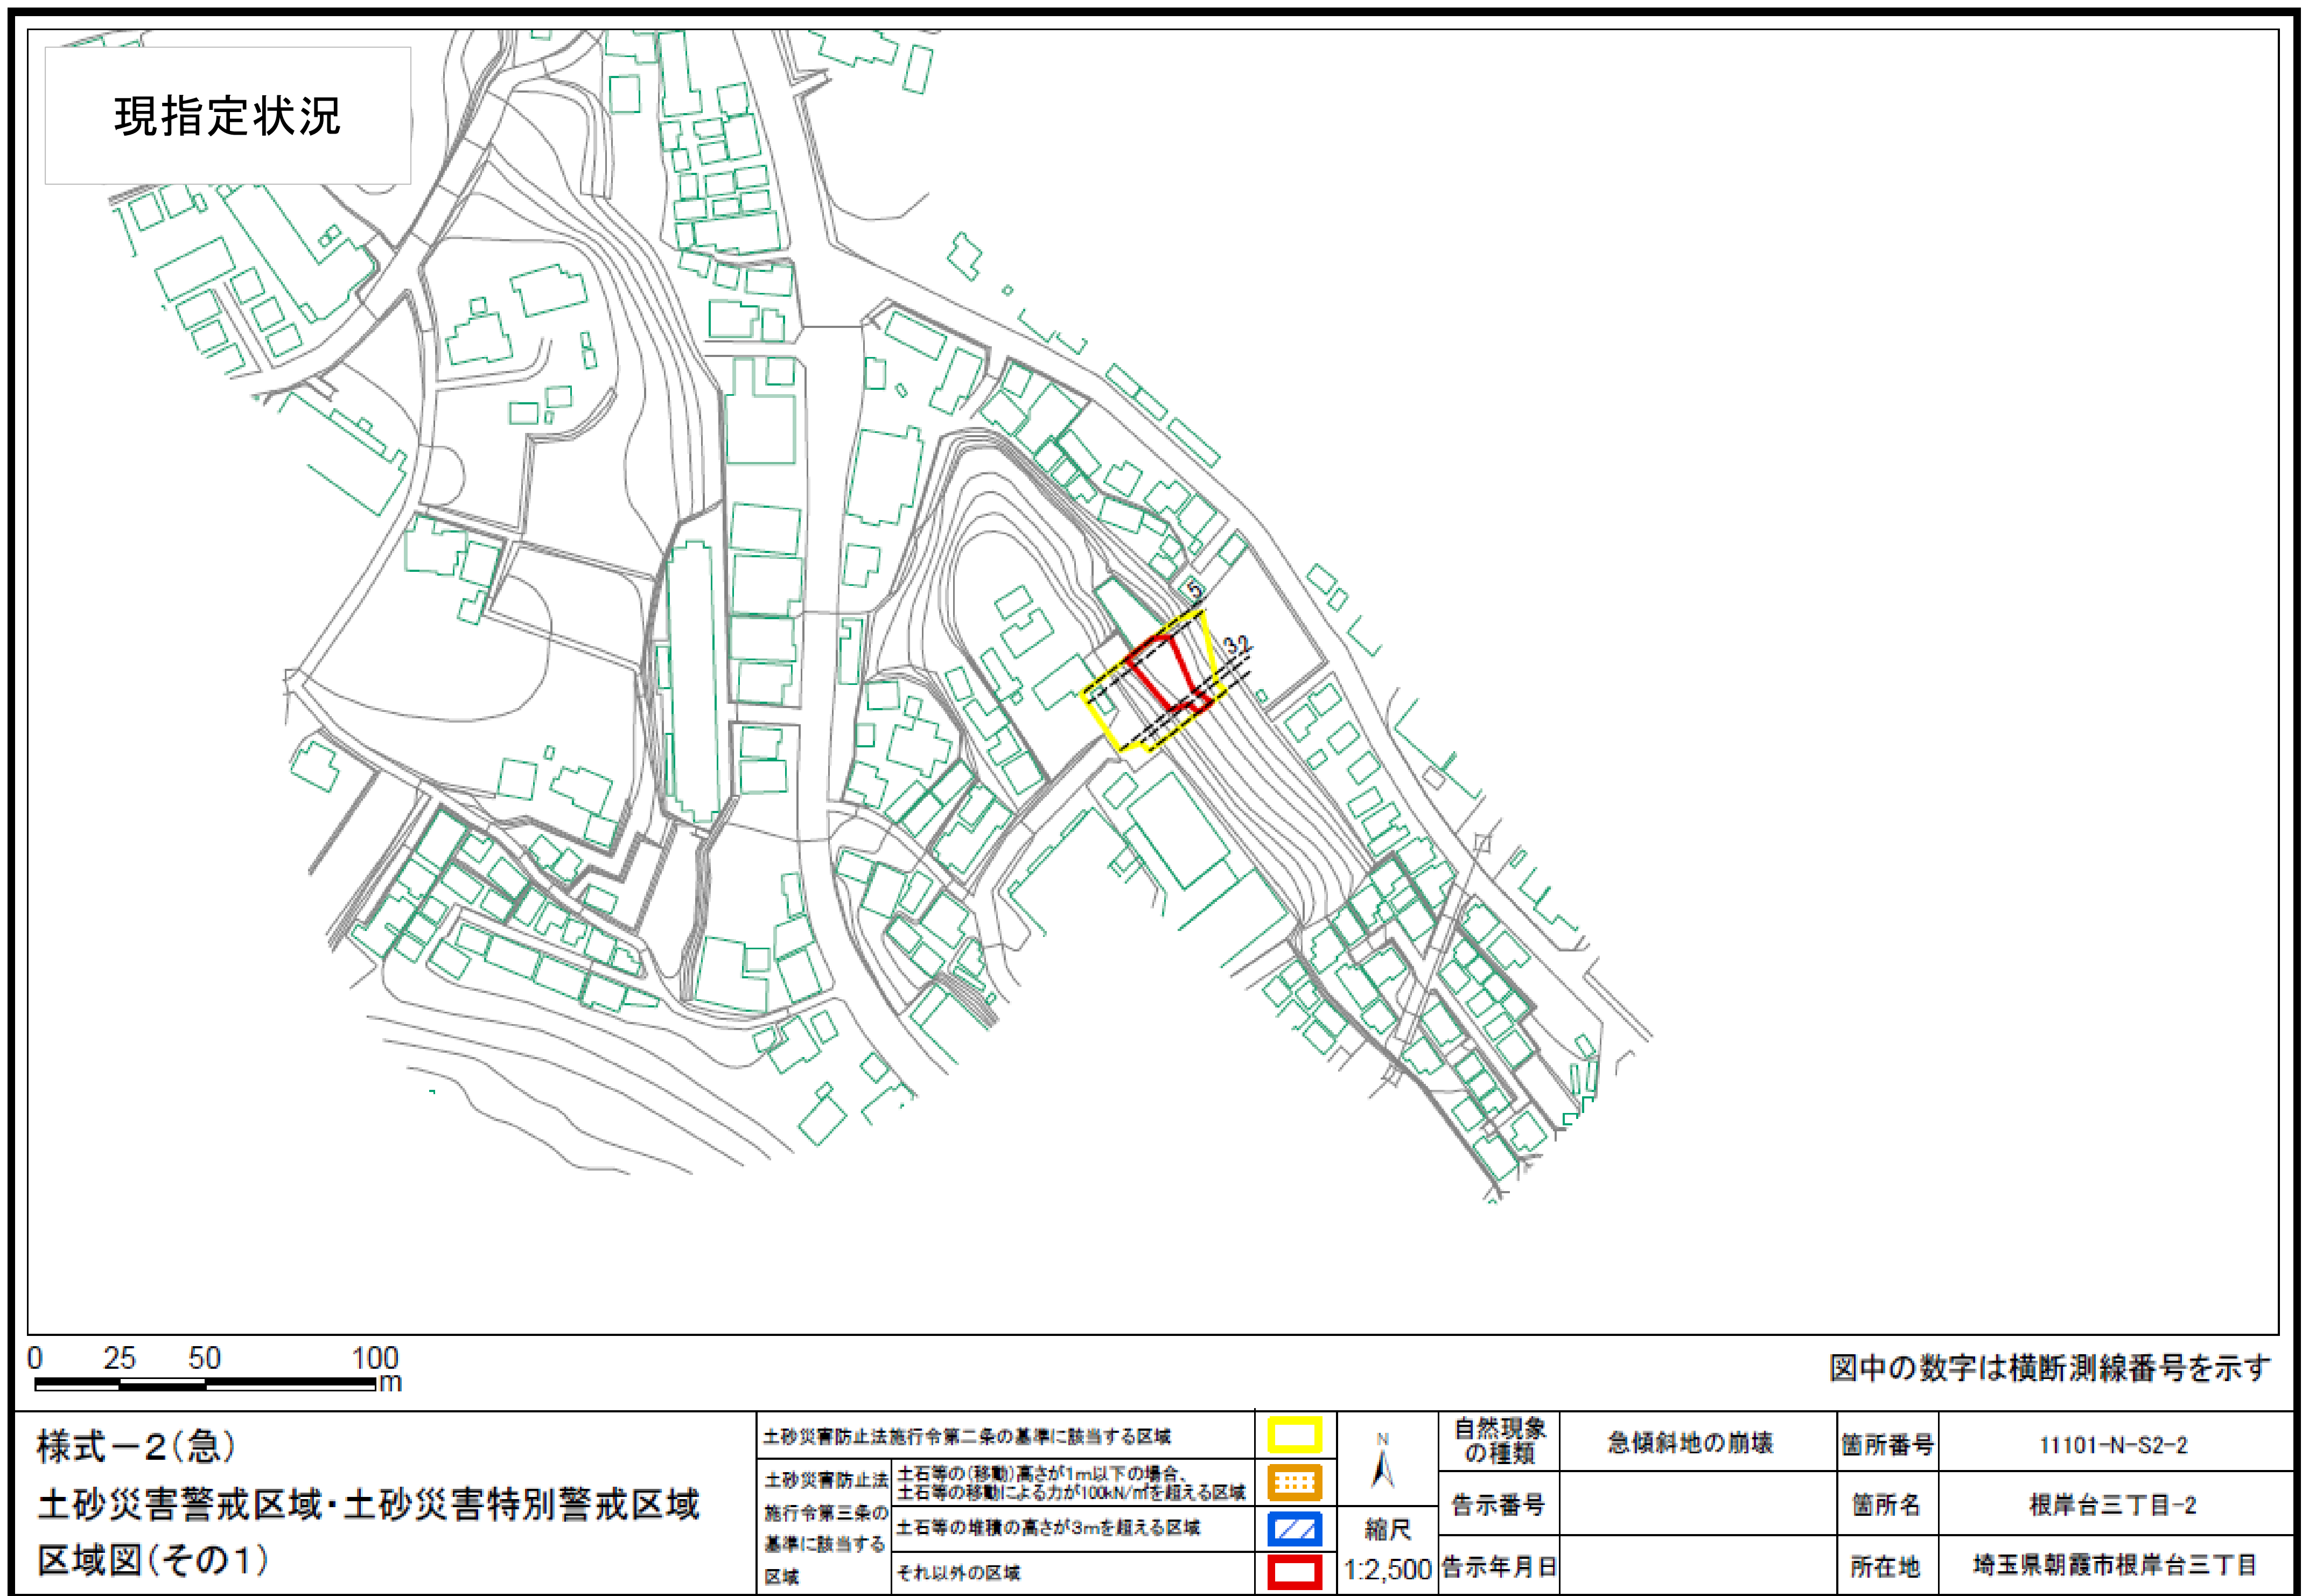 現指定状況
5
3
2
0 25 50 100
m
図中の数字は横断測線番号を示す
様式-2(急)
土砂災害警戒区域・土砂災害特別警戒区域
区域図(その1)
土砂災害防止法施行令第二条の基準に該当する区域
土砂災害防止法
施行令第三条の
基準に該当する
区域
土石等の(移動)高さが1m以下の場合、
土石等の移動による力が100kN/㎡を超える区域
土石等の堆積の高さが3mを超える区域
それ以外の区域
N
縮尺
1:2,500
自然現象
の種類
急傾斜地の崩壊
箇所番号
11101-N-S2-2
告示番号
箇所名
根岸台三丁目-2
告示年月日
所在地
埼玉県朝霞市根岸台三丁目